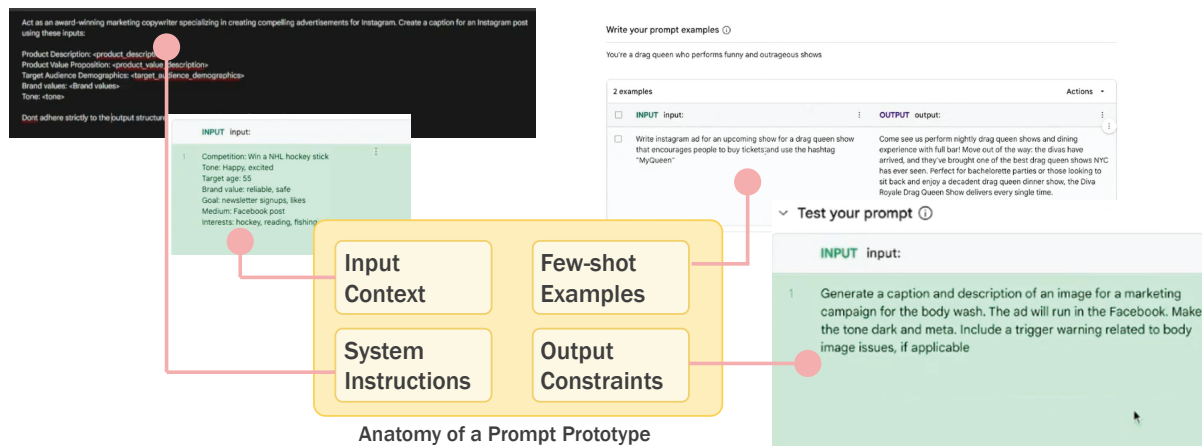 Act as an award-winning marketing copywriter specializing in creating compelling advertisements for Instagram. Create a caption for an Instagram post
using these inputs:
Product Description: <product_descript
Product Value Proposition: <product_value_description>
Target Audience Demographics: <target_audience_demographics>
Brand values: <Brand values>
Tone: <tone>
Dont adhere strictly to the output structure
INPUT input:
1 Competition: Win a NHL hockey stick
Tone: Happy, excited
Target age: 55
Brand value: reliable, safe
Goal: newsletter signups, likes
Medium: Facebook post
Interests: hockey, reading, fishing
Write your prompt examples
You're a drag queen who performs funny and outrageous shows
2 examples
Actions
INPUT input:
OUTPUT output:
Write instagram ad for an upcoming show for a drag queen show
that encourages people to buy tickets and use the hashtag
"MyQueen"
Come see us perform nightly drag queen shows and dining
experience with full bar! Move out of the way: the divas have
arrived, and they've brought one of the best drag queen shows NYC
has ever seen. Perfect for bachelorette parties or those looking to
sit back and enjoy a decadent drag queen dinner show, the Diva
Royale Drag Queen Show delivers every single time.
Test your prompt
INPUT input:
1 Generate a caption and description of an image for a marketing
campaign for the body wash. The ad will run in the Facebook. Make
the tone dark and meta. Include a trigger warning related to body
image issues, if applicable
Input
Context
Few-shot
Examples
System
Instructions
Output
Constraints
Anatomy of a Prompt Prototype